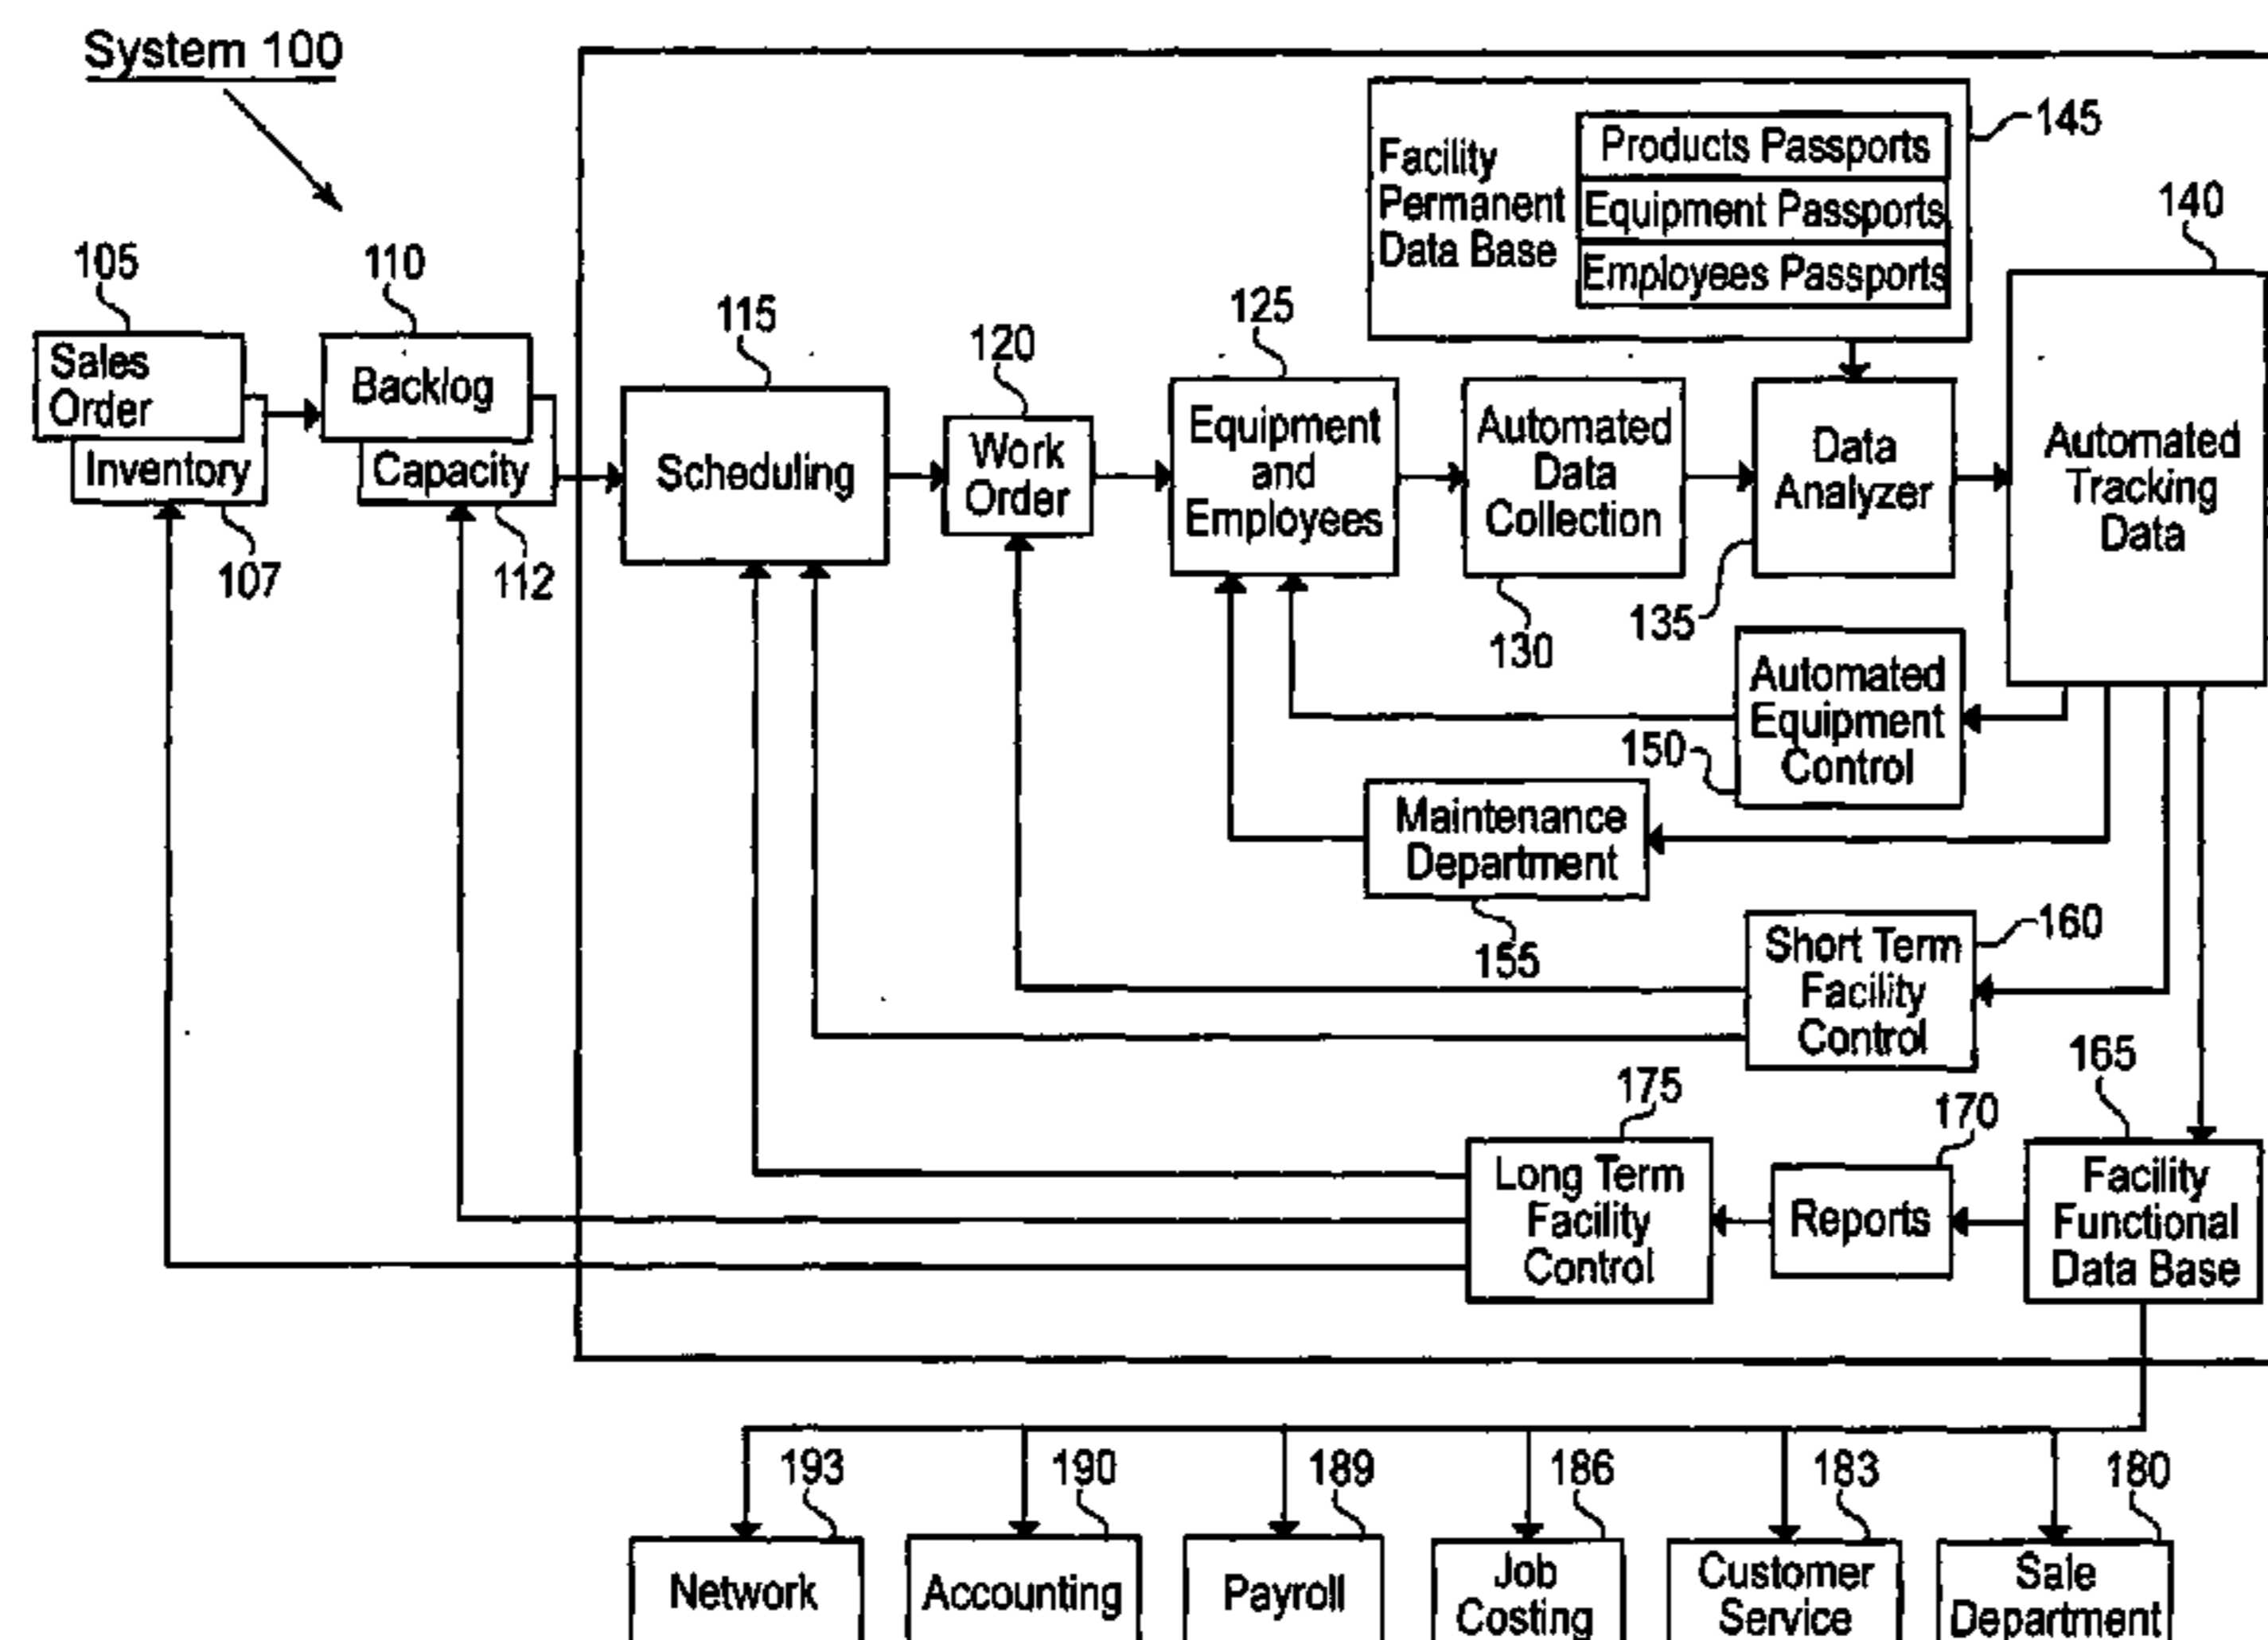 System 100
105
Sales
Order
Inventory
107
110
Backlog
Capacity
112
115
Scheduling
120
Work
Order
125
Equipment
and
Employees
Automated
Data
Collection
130
Facility
Permanent
Data Base
Products Passports
Equipment Passports
Employees Passports
145
Data
Analyzer
135
140
Automated
Tracking
Data
Automated
Equipment
Control
150
Maintenance
Department
155
Short Term
Facility
Control
160
175
Long Term
Facility
Control
170
Reports
165
Facility
Functional
Data Base
193
Network
190
Accounting
189
Payroll
186
Job
Costing
183
Customer
Service
180
Sale
Department